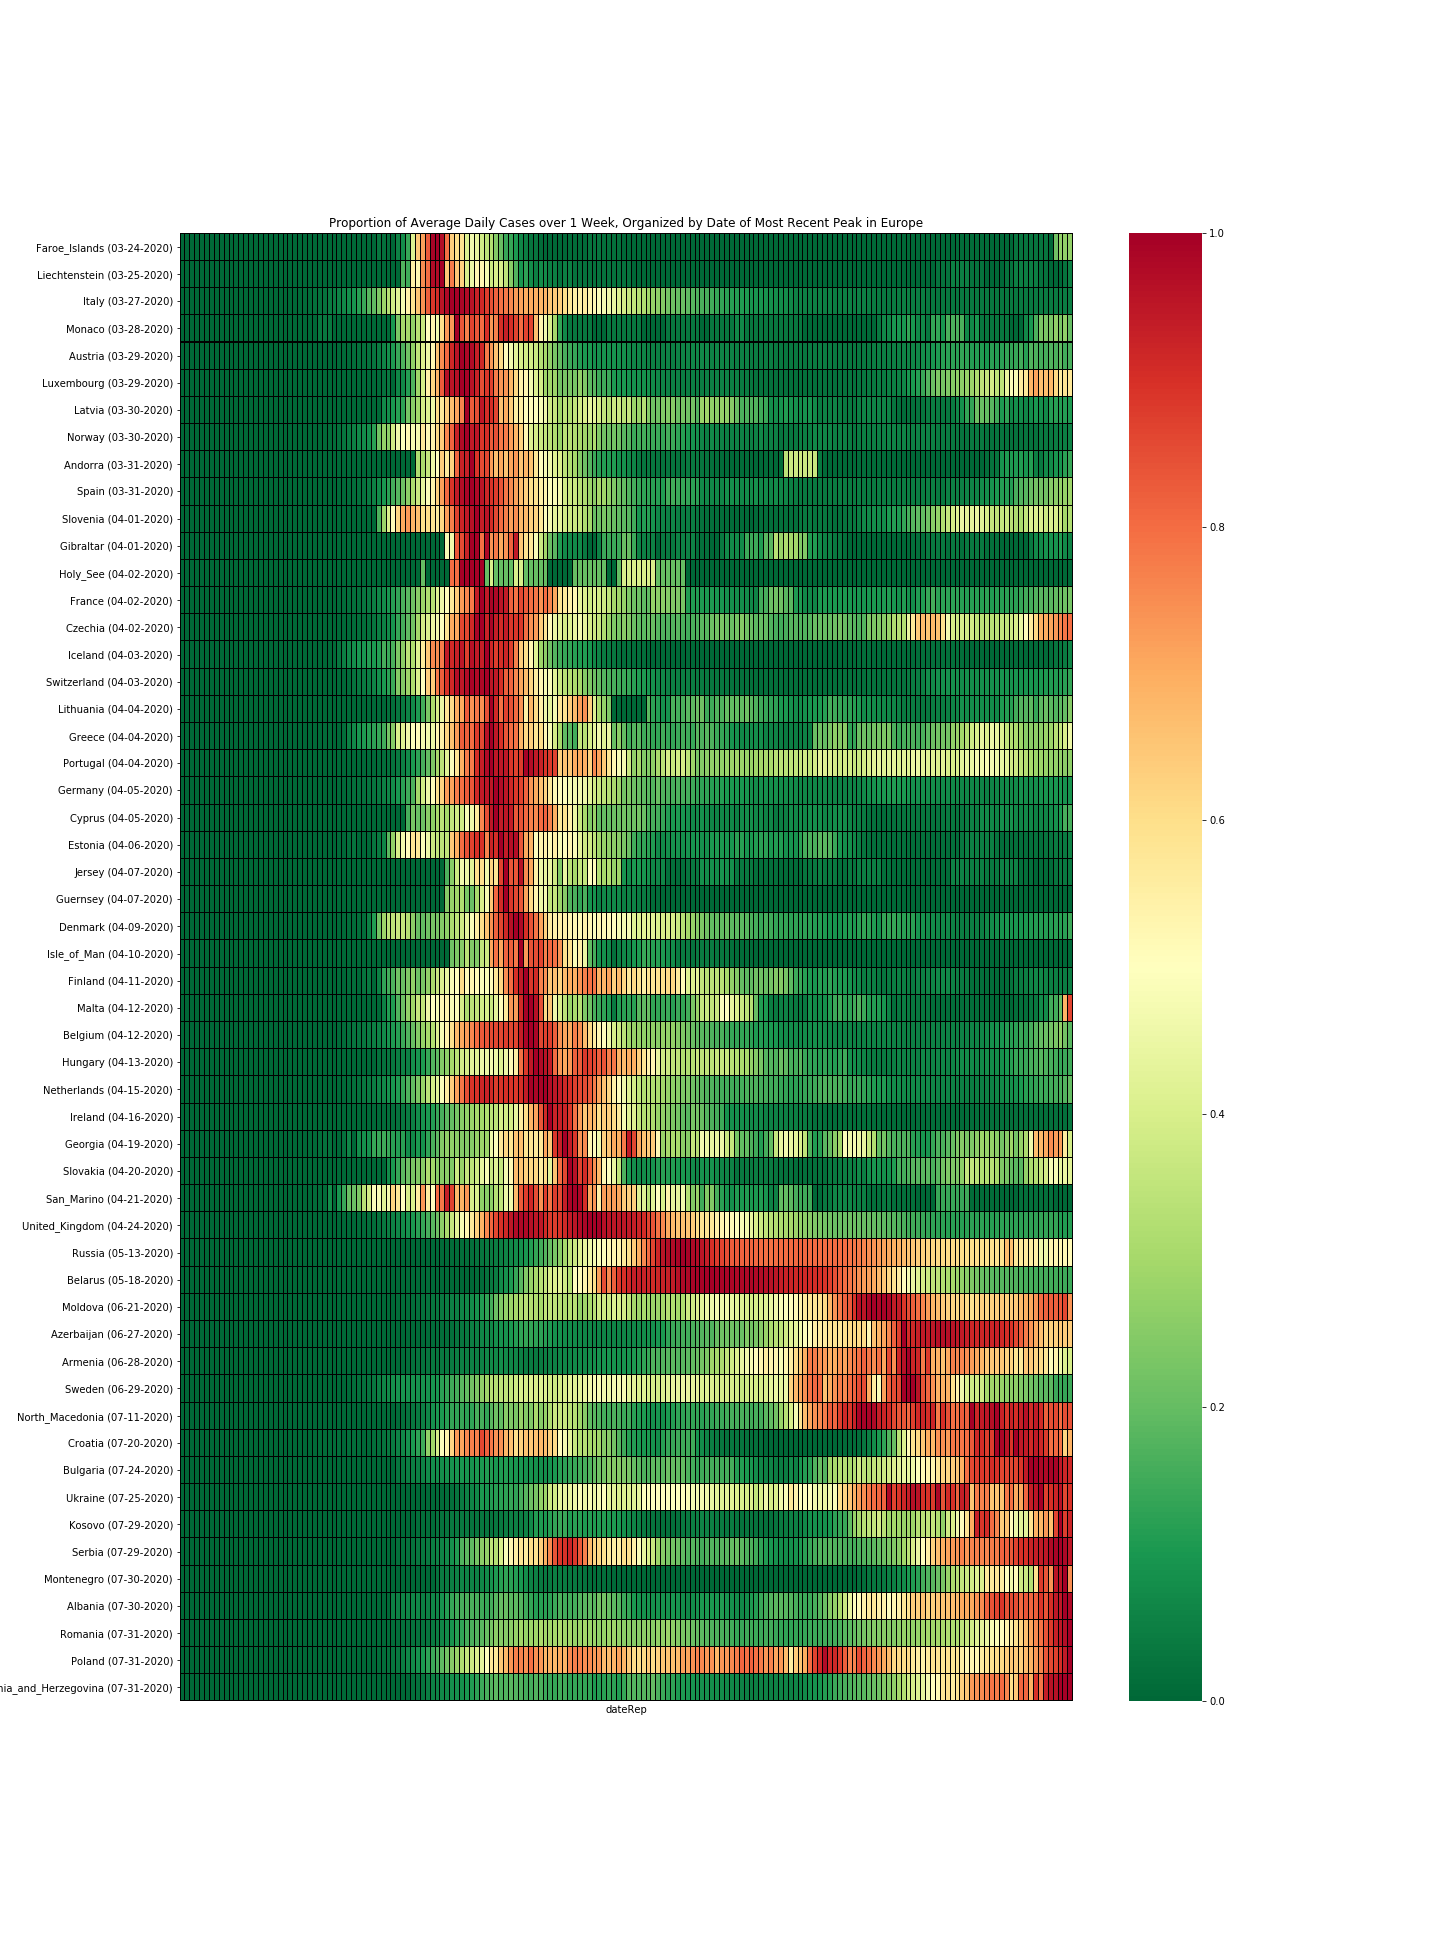 Proportion of Average Daily Cases over 1 Week, Organized by Date of Most Recent Peak in Europe
Faroe_Islands (03-24-2020)
Liechtenstein (03-25-2020)
Italy (03-27-2020)
Monaco (03-28-2020)
Austria (03-29-2020)
Luxembourg (03-29-2020)
Latvia (03-30-2020)
Norway (03-30-2020)
Andorra (03-31-2020)
Spain (03-31-2020)
Slovenia (04-01-2020)
Gibraltar (04-01-2020)
Holy_See (04-02-2020)
France (04-02-2020)
Czechia (04-02-2020)
Iceland (04-03-2020)
Switzerland (04-03-2020)
Lithuania (04-04-2020)
Greece (04-04-2020)
Portugal (04-04-2020)
Germany (04-05-2020)
Cyprus (04-05-2020)
Estonia (04-06-2020)
Jersey (04-07-2020)
Guernsey (04-07-2020)
Denmark (04-09-2020)
Isle_of_Man (04-10-2020)
Finland (04-11-2020)
Malta (04-12-2020)
Belgium (04-12-2020)
Hungary (04-13-2020)
Netherlands (04-15-2020)
Ireland (04-16-2020)
Georgia (04-19-2020)
Slovakia (04-20-2020)
San_Marino (04-21-2020)
United_Kingdom (04-24-2020)
Russia (05-13-2020)
Belarus (05-18-2020)
Moldova (06-21-2020)
Azerbaijan (06-27-2020)
Armenia (06-28-2020)
Sweden (06-29-2020)
North_Macedonia (07-11-2020)
Croatia (07-20-2020)
Bulgaria (07-24-2020)
Ukraine (07-25-2020)
Kosovo (07-29-2020)
Serbia (07-29-2020)
Montenegro (07-30-2020)
Albania (07-30-2020)
Romania (07-31-2020)
Poland (07-31-2020)
nia_and_Herzegovina (07-31-2020)
dateRep
1.0
0.8
0.6
0.4
0.2
0.0